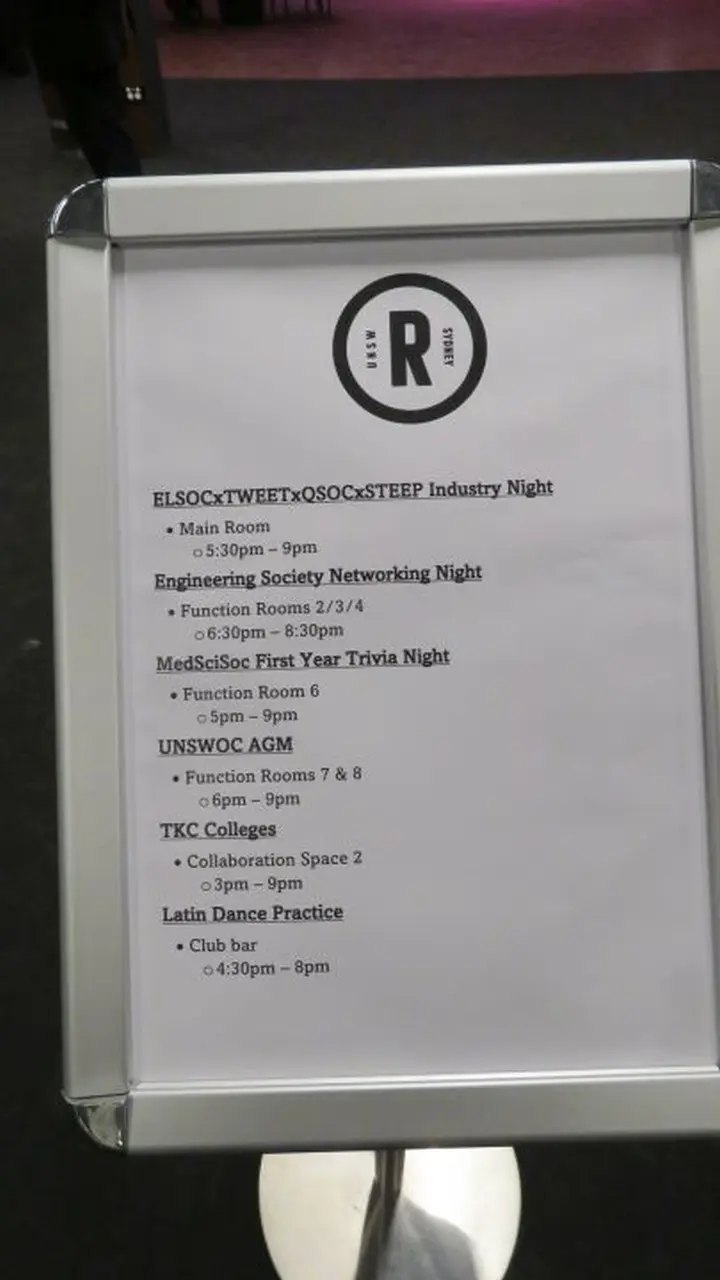 UNSW
R
SYDNEY
ELSOCxTWEETxQSOCxSTEEP Industry Night
• Main Room
○ 5:30pm – 9pm
Engineering Society Networking Night
• Function Rooms 2/3/4
○ 6:30pm – 8:30pm
MedSciSoc First Year Trivia Night
• Function Room 6
○ 5pm – 9pm
UNSWOC AGM
• Function Rooms 7 & 8
○ 6pm – 9pm
TKC Colleges
• Collaboration Space 2
○ 3pm – 9pm
Latin Dance Practice
• Club bar
○ 4:30pm – 8pm